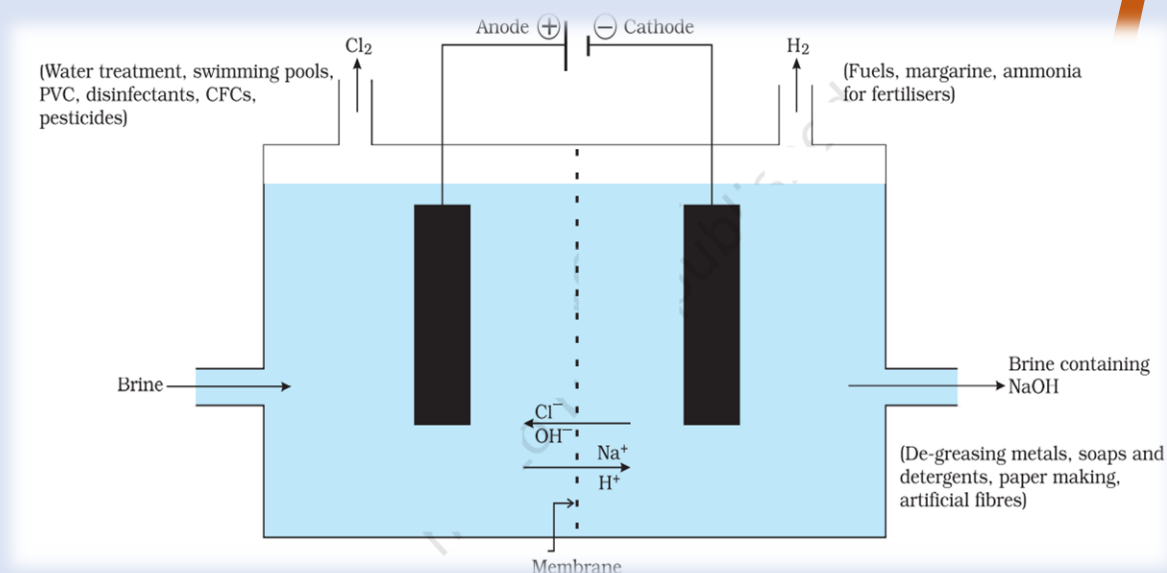 Anode + − Cathode
Cl₂
H₂
(Water treatment, swimming pools,
PVC, disinfectants, CFCs,
pesticides)
(Fuels, margarine, ammonia
for fertilisers)
Brine
Brine containing
NaOH
Cl⁻
OH⁻
Na⁺
H⁺
(De-greasing metals, soaps and
detergents, paper making,
artificial fibres)
Membrane